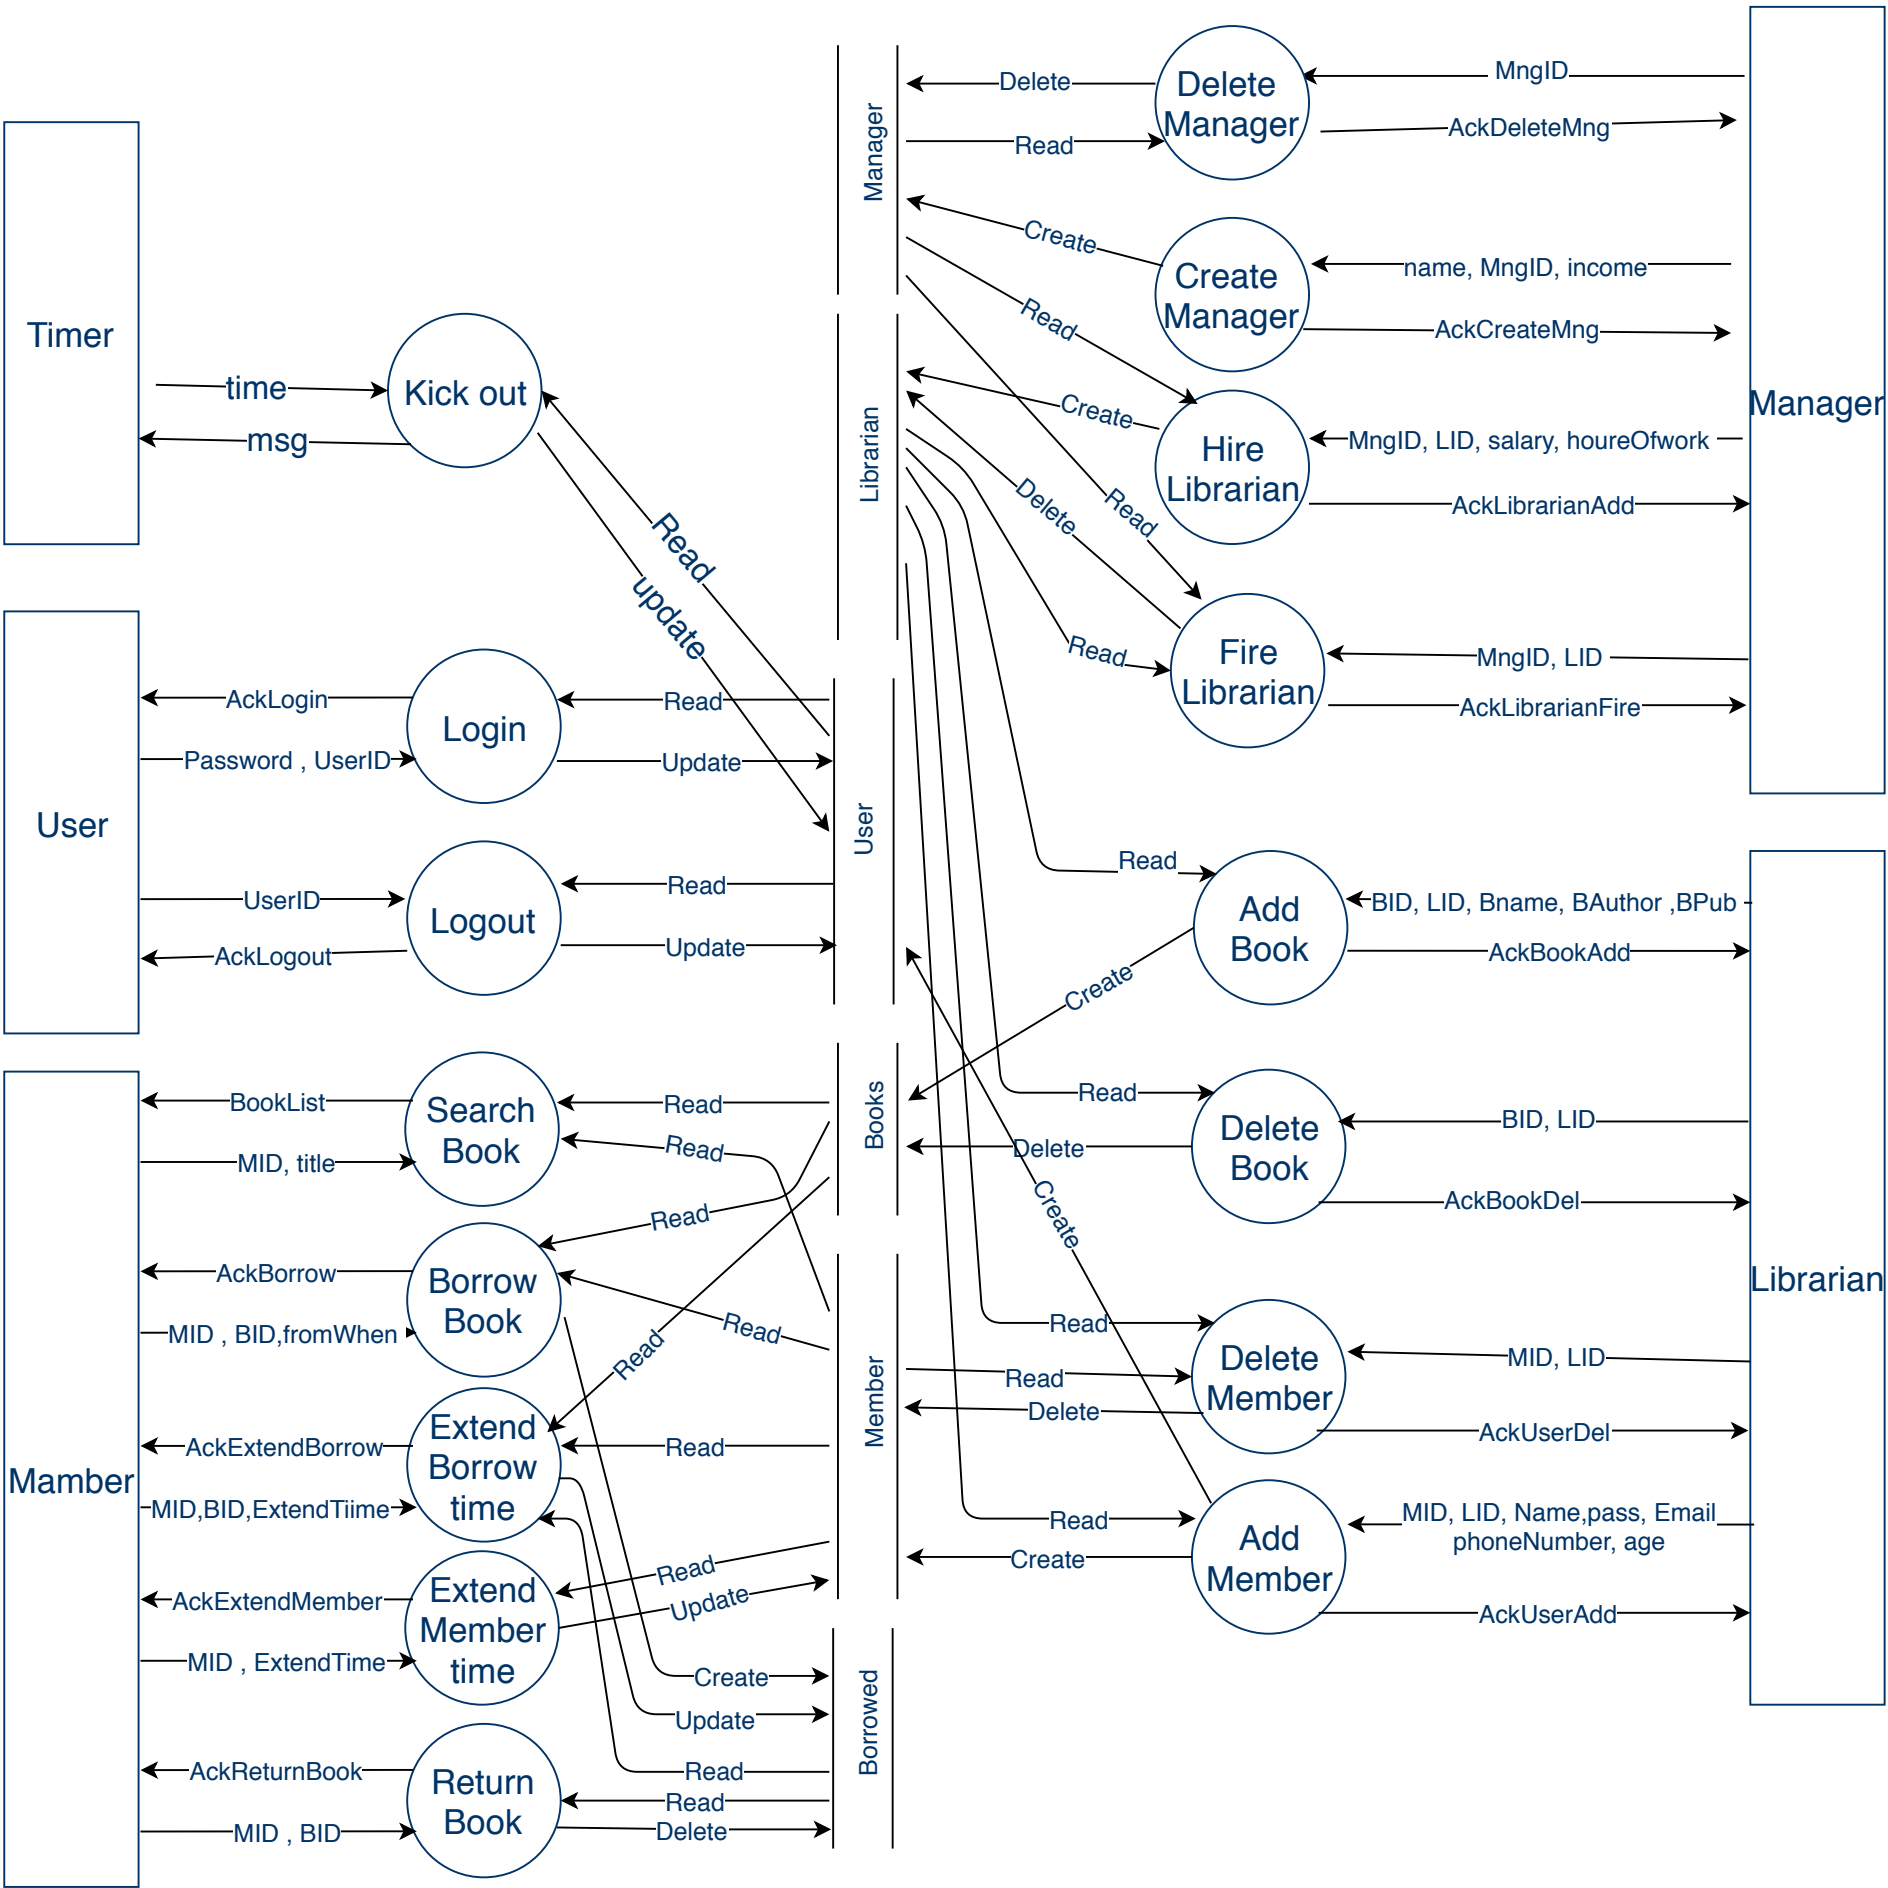 Timer
time
msg
Kick out
Read
update
User
AckLogin
Password , UserID
Login
Read
Update
UserID
AckLogout
Logout
Read
Update
Mamber
BookList
MID, title
Search
Book
Read
Read
AckBorrow
MID , BID,fromWhen
Borrow
Book
Read
Read
Read
AckExtendBorrow
MID,BID,ExtendTiime
Extend
Borrow
time
Read
AckExtendMember
MID , ExtendTime
Extend
Member
time
Read
Update
Create
Update
Read
AckReturnBook
MID , BID
Return
Book
Read
Delete
Manager
Librarian
User
Books
Member
Borrowed
Delete
Read
Delete
Manager
MngID
AckDeleteMng
Create
Create
Manager
name, MngID, income
AckCreateMng
Read
Create
Hire
Librarian
MngID, LID, salary, houreOfwork
AckLibrarianAdd
Delete
Read
Read
Fire
Librarian
MngID, LID
AckLibrarianFire
Manager
Read
Create
Add
Book
BID, LID, Bname, BAuthor ,BPub
AckBookAdd
Read
Delete
Delete
Book
BID, LID
AckBookDel
Create
Read
Read
Delete
Delete
Member
MID, LID
AckUserDel
Read
Create
Add
Member
MID, LID, Name,pass, Email
phoneNumber, age
AckUserAdd
Librarian